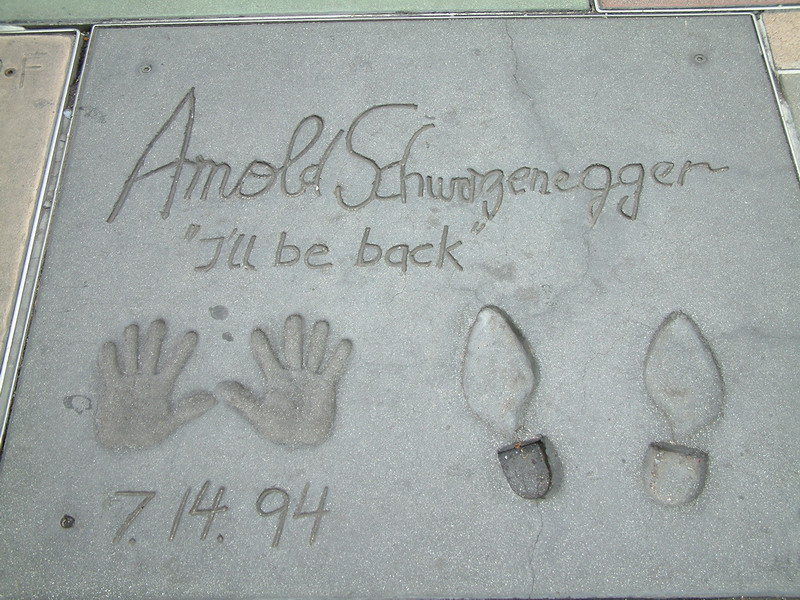 Arnold Schwarzenegger
"I'll be back"
7.14.94